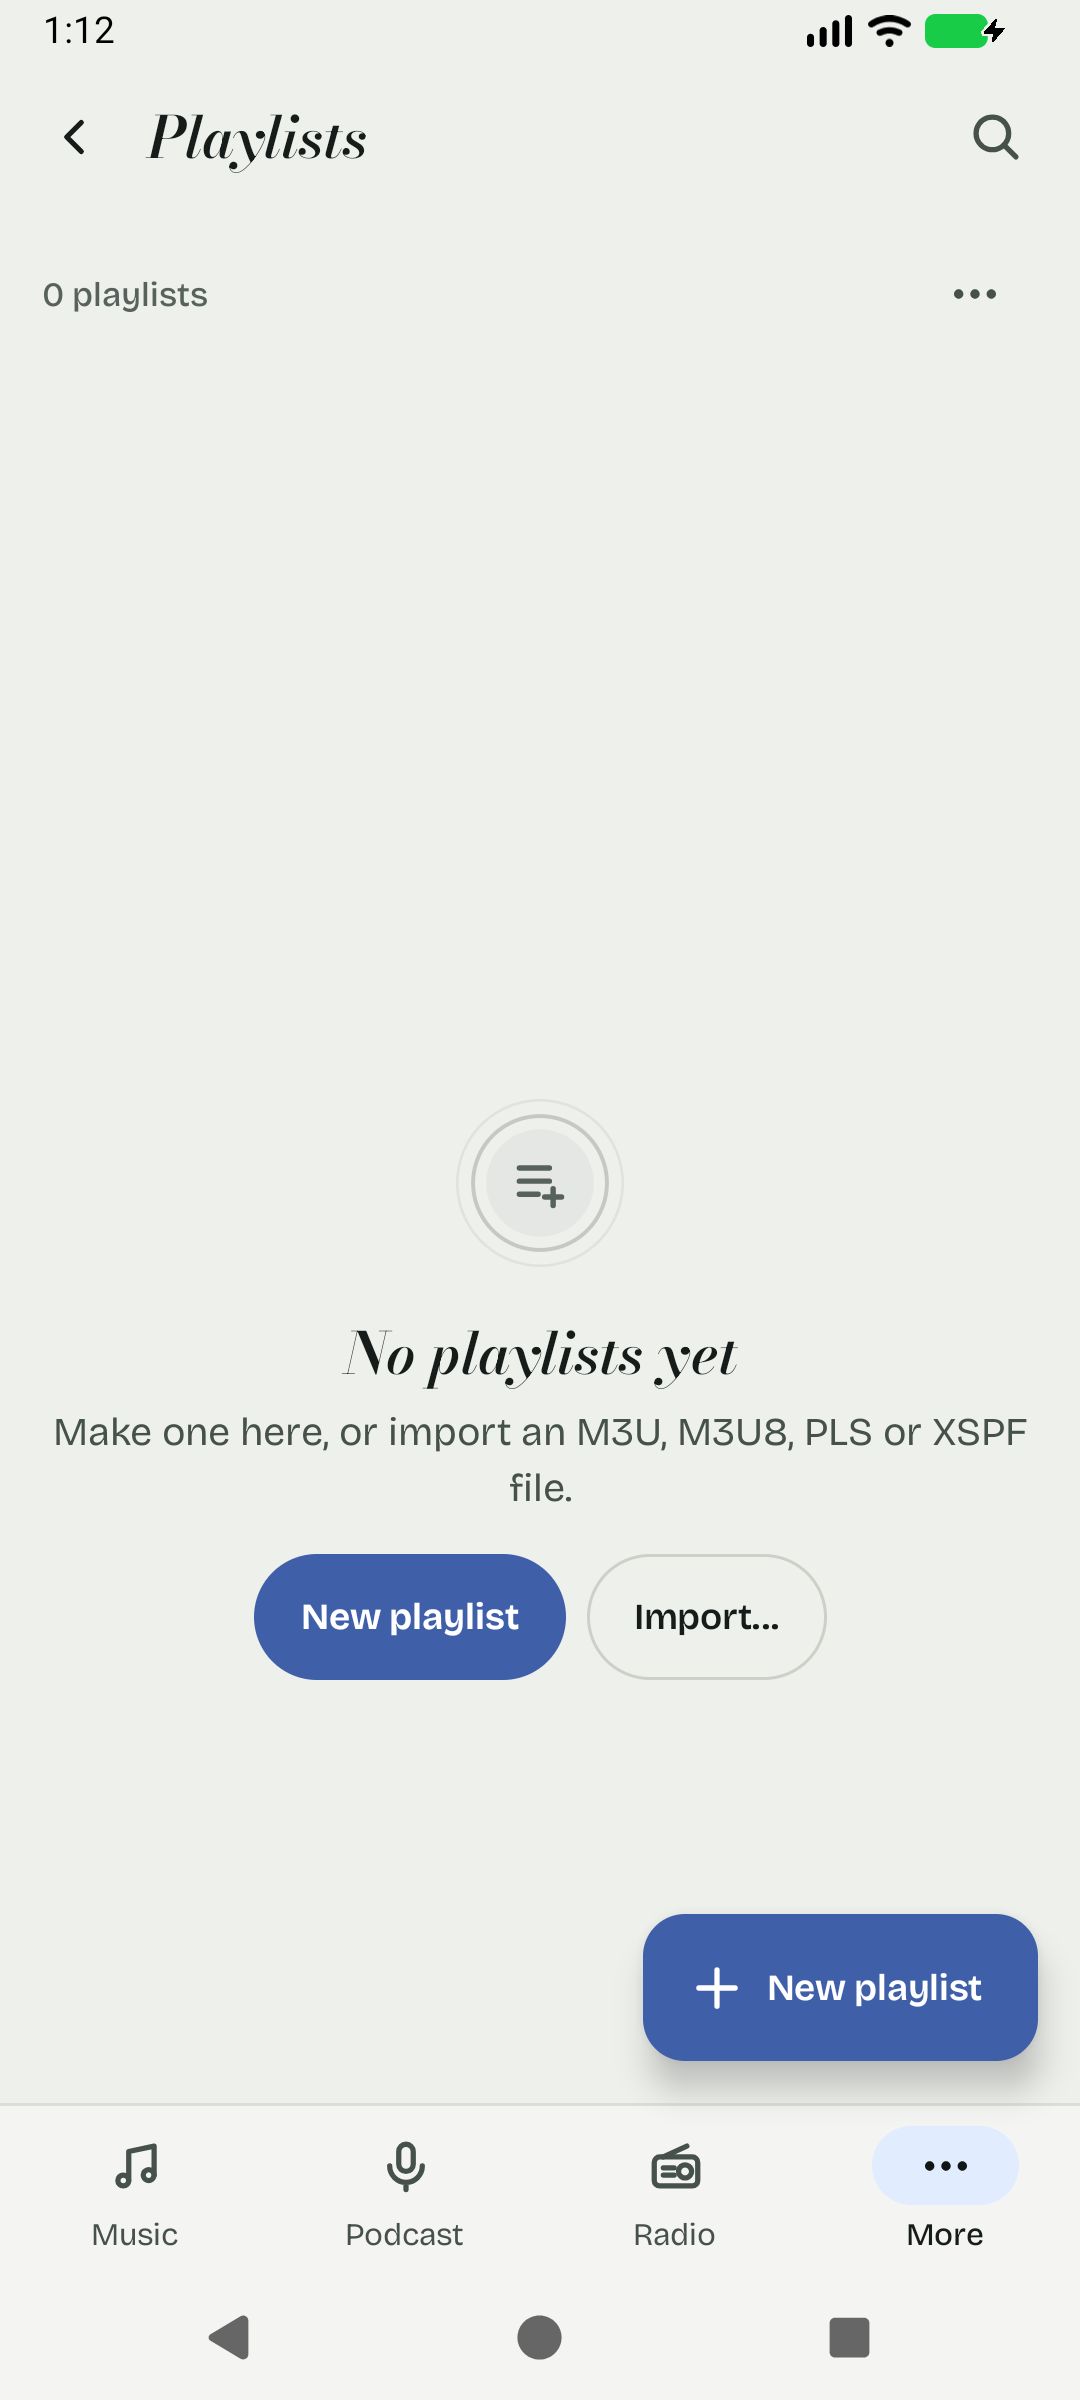 1:12
Playlists
0 playlists
No playlists yet
Make one here, or import an M3U, M3U8, PLS or XSPF
file.
New playlist
Import...
New playlist
Music
Podcast
Radio
More